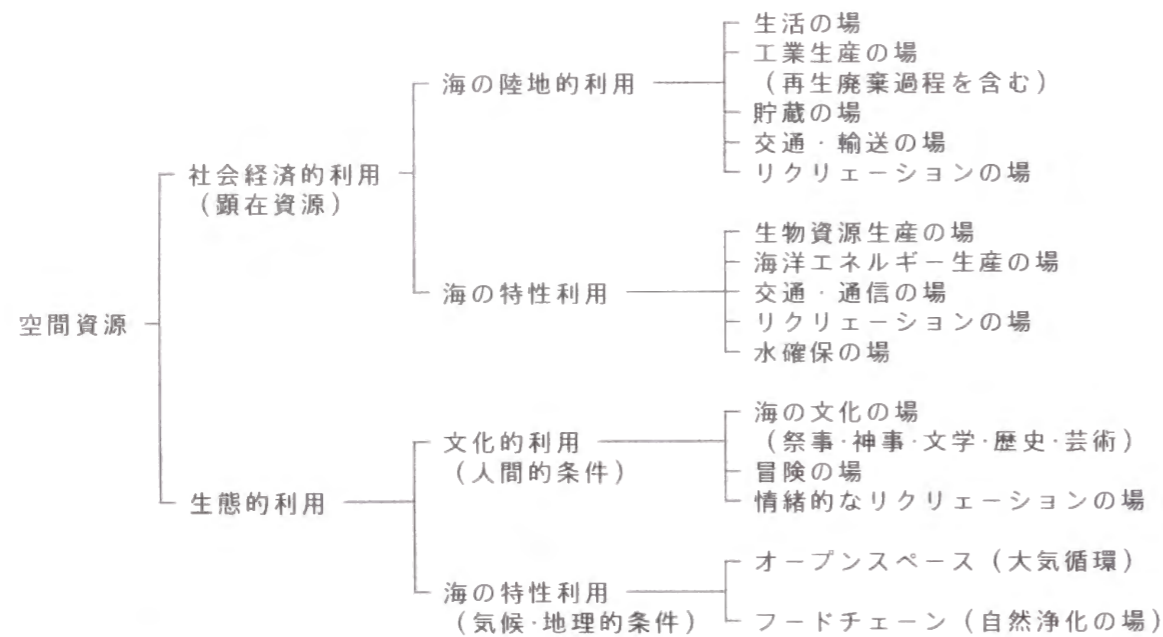 空間資源
社会経済的利用
（顕在資源）
海の陸地的利用
生活の場
工業生産の場
（再生廃棄過程を含む）
貯蔵の場
交通・輸送の場
リクリェーションの場
海の特性利用
生物資源生産の場
海洋エネルギー生産の場
交通・通信の場
リクリェーションの場
水確保の場
生態的利用
文化的利用
（人間的条件）
海の文化の場
（祭事・神事・文学・歴史・芸術）
冒険の場
情緒的なリクリェーションの場
海の特性利用
（気候・地理的条件）
オープンスペース（大気循環）
フードチェーン（自然浄化の場）